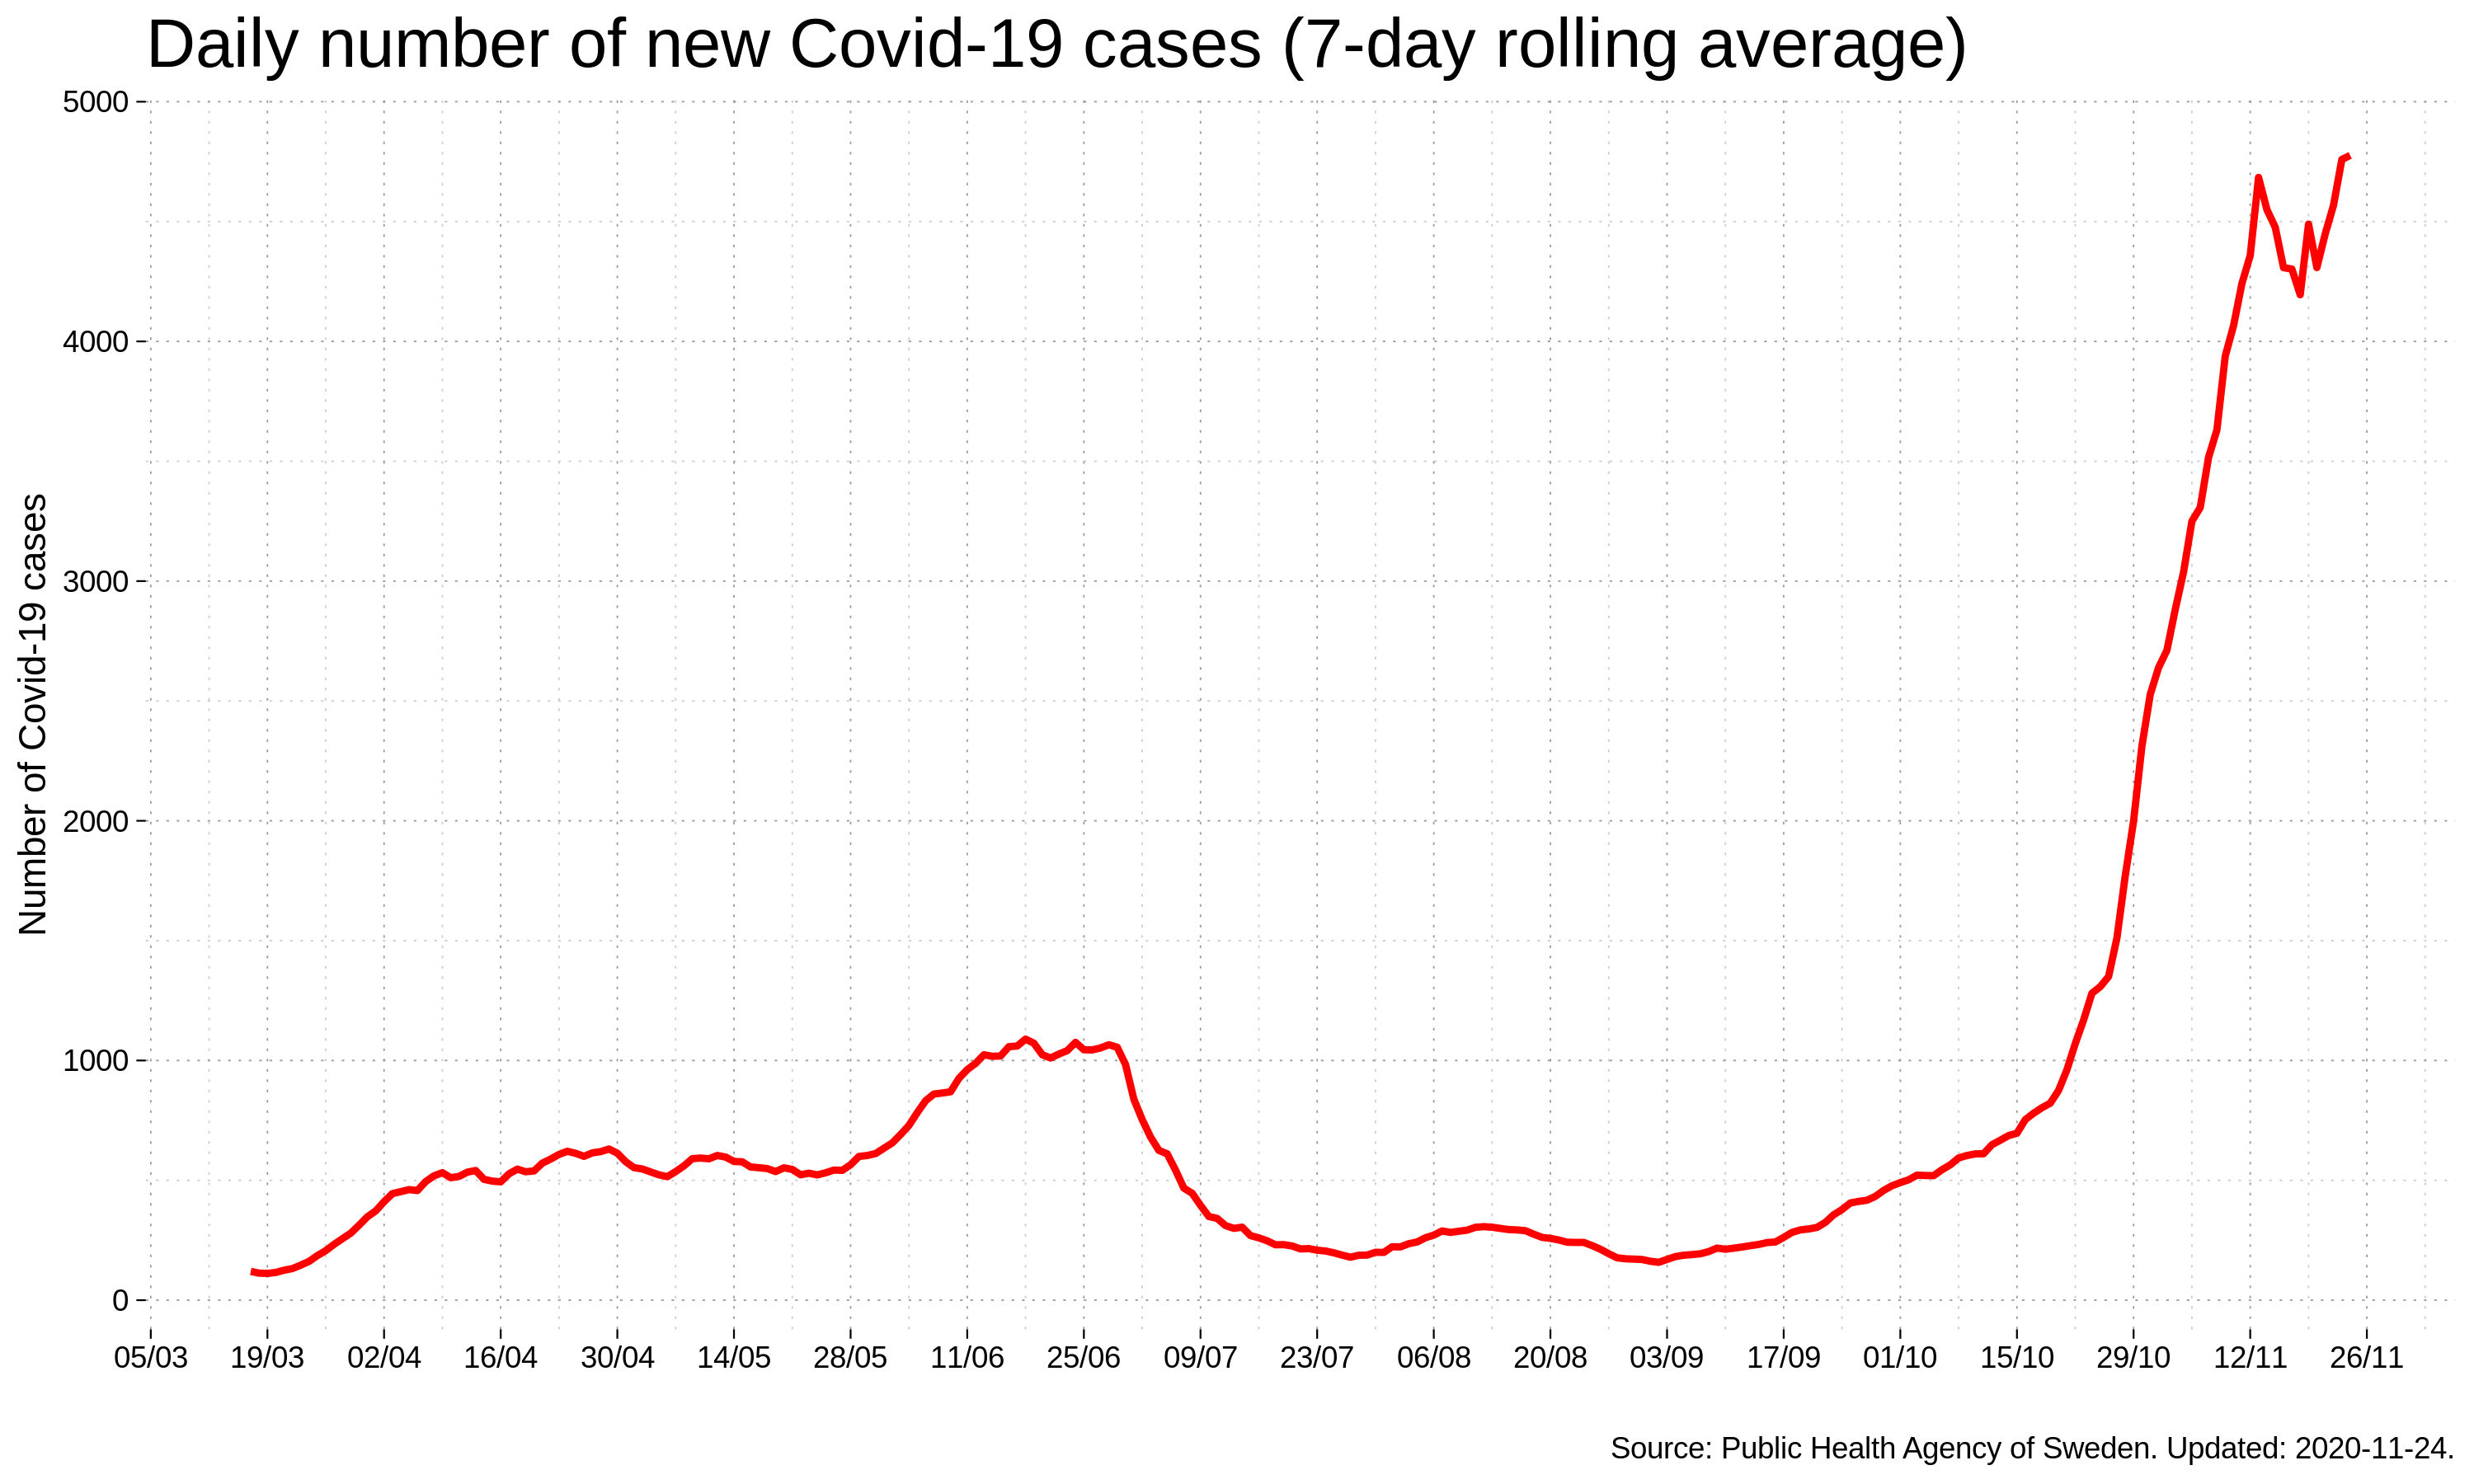 Daily number of new Covid-19 cases (7-day rolling average)
Number of Covid-19 cases
5000
4000
3000
2000
1000
0
05/03 19/03 02/04 16/04 30/04 14/05 28/05 11/06 25/06 09/07 23/07 06/08 20/08 03/09 17/09 01/10 15/10 29/10 12/11 26/11
Source: Public Health Agency of Sweden. Updated: 2020-11-24.